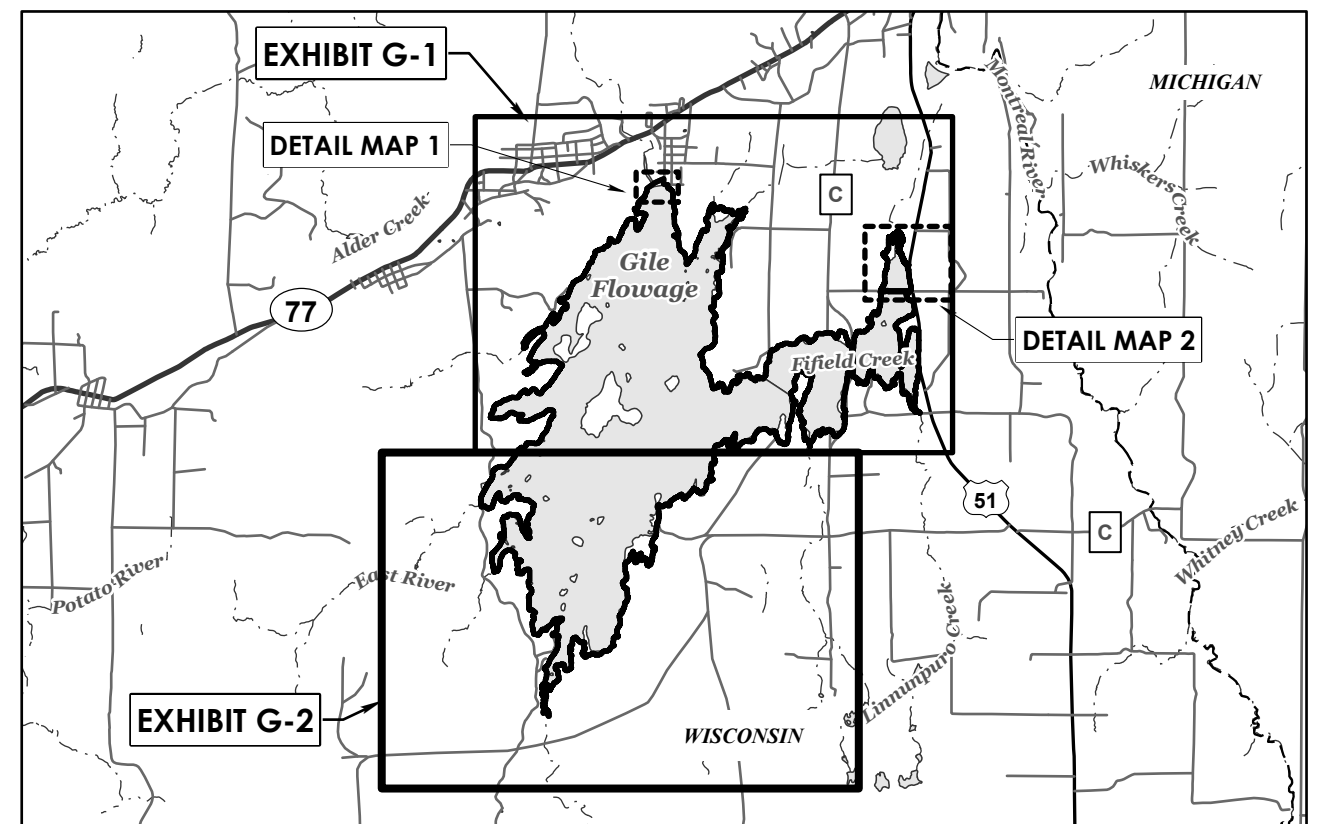 EXHIBIT G-1
MICHIGAN
Montreal River
DETAIL MAP 1
Whiskers Creek
C
Alder Creek
Gile
Flowage
77
DETAIL MAP 2
Fifield Creek
51
C
Whitney Creek
Potato River
East River
Linnunpuro Creek
EXHIBIT G-2
WISCONSIN